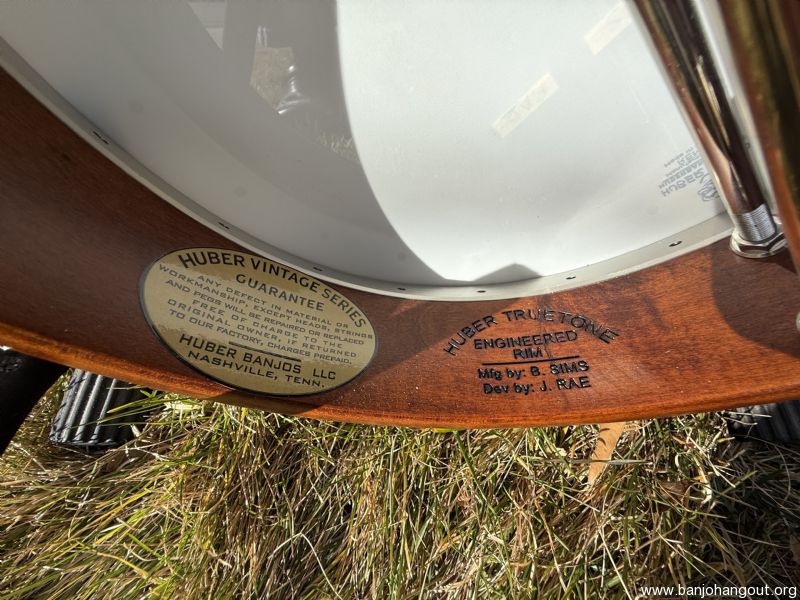 HUBER VINTAGE SERIES
GUARANTEE
ANY DEFECT IN MATERIAL OR
WORKMANSHIP, EXCEPT HEADS, STRINGS
AND PEGS WILL BE REPAIRED OR REPLACED
FREE OF CHARGE TO THE
ORIGINAL OWNER, IF RETURNED
TO OUR FACTORY, CHARGES PREPAID.
HUBER BANJOS LLC
NASHVILLE, TENN.
HUBER TRUETONE
ENGINEERED
RIM
Mfg by: B. SIMS
Dev by: J. RAE
HUBER
www.banjohangout.org